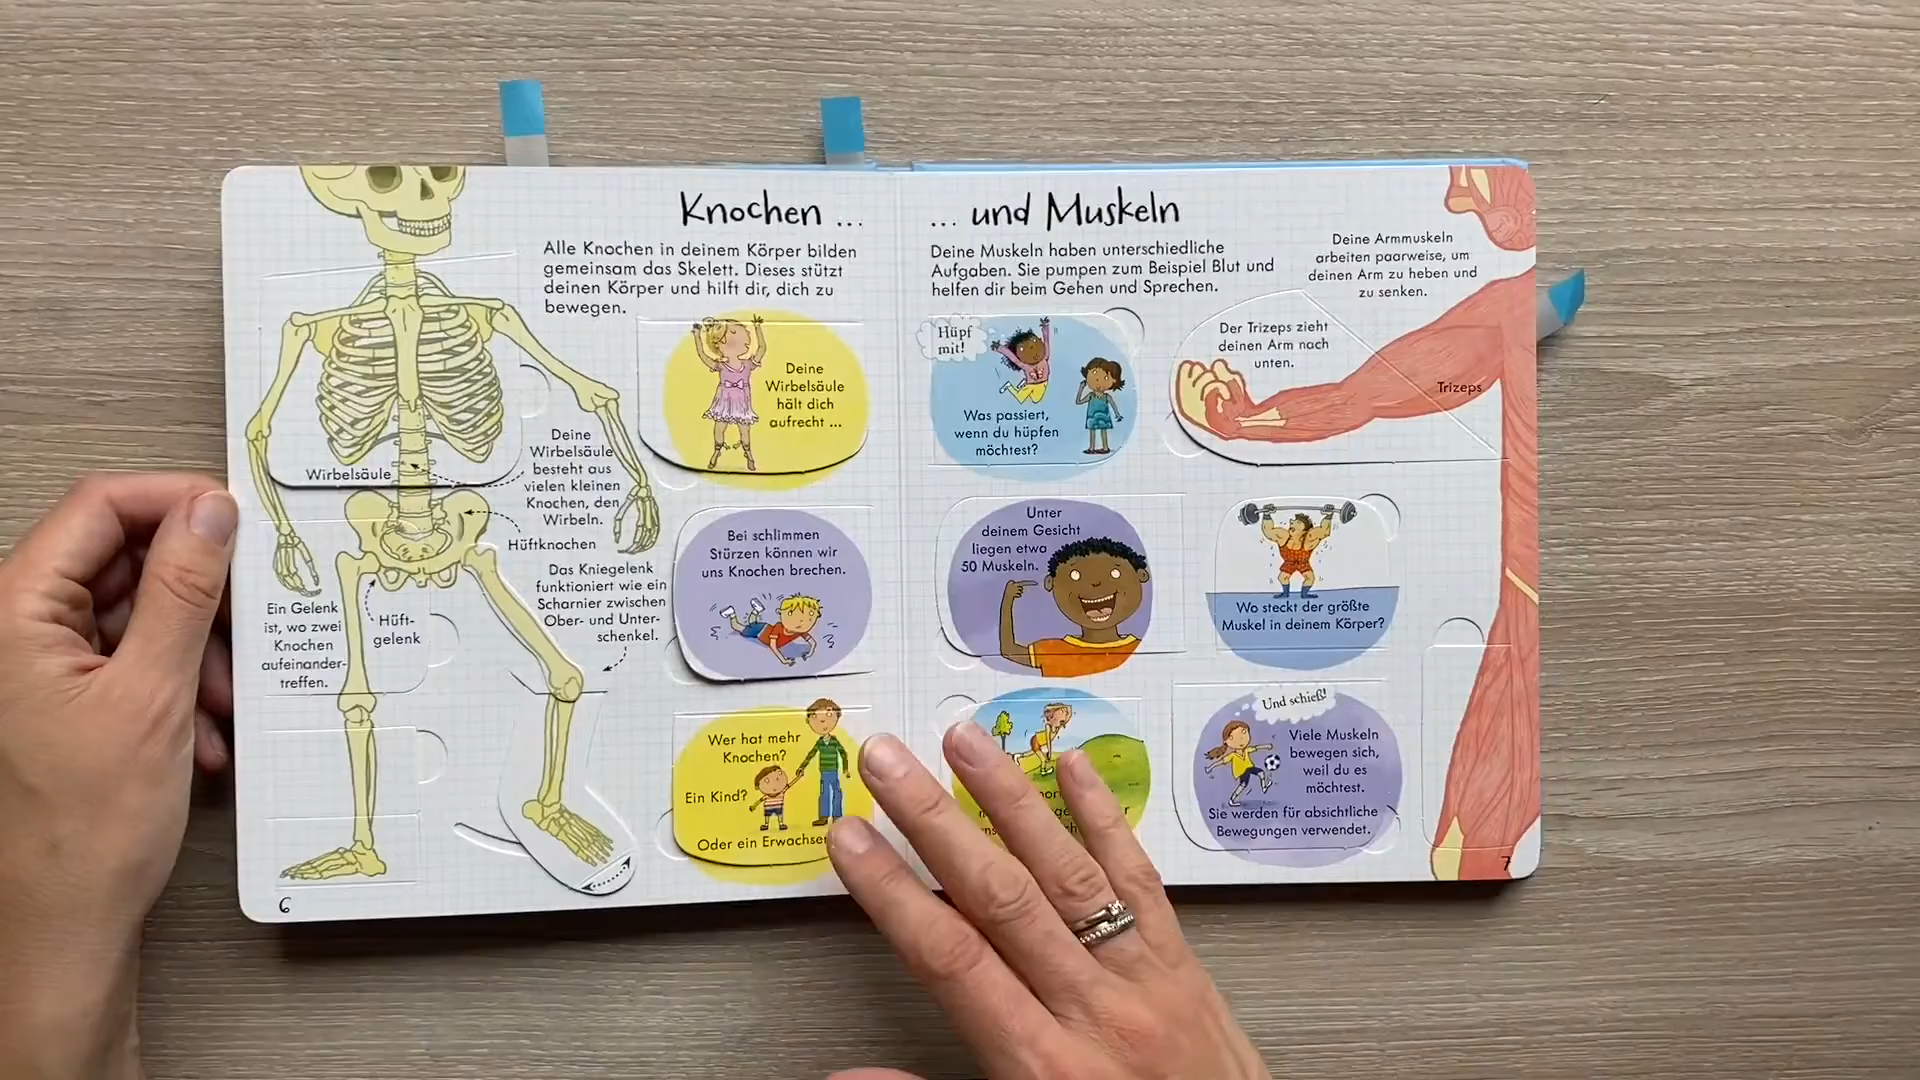 Knochen ...
Alle Knochen in deinem Körper bilden
gemeinsam das Skelett. Dieses stützt
deinen Körper und hilft dir, dich zu
bewegen.
Deine
Wirbelsäule
hält dich
aufrecht ...
Wirbelsäule
Deine
Wirbelsäule
besteht aus
vielen kleinen
Knochen, den
Wirbeln.
Hüftknochen
Bei schlimmen
Stürzen können wir
uns Knochen brechen.
Das Kniegelenk
funktioniert wie ein
Scharnier zwischen
Ober- und Unter-
schenkel.
Ein Gelenk
ist, wo zwei
Knochen
aufeinander-
treffen.
Hüft-
gelenk
Wer hat mehr
Knochen?
Ein Kind?
Oder ein
6
... und Muskeln
Deine Muskeln haben unterschiedliche
Aufgaben. Sie pumpen zum Beispiel Blut und
helfen dir beim Gehen und Sprechen.
Deine Armmuskeln
arbeiten paarweise, um
deinen Arm zu heben und
zu senken.
Hüpf
mit!
Was passiert,
wenn du hüpfen
möchtest?
Der Trizeps zieht
deinen Arm nach
unten.
Trizeps
Unter
deinem Gesicht
liegen etwa
50 Muskeln.
Wo steckt der größte
Muskel in deinem Körper?
Und schieß!
Viele Muskeln
bewegen sich,
weil du es
möchtest.
Sie werden für absichtliche
Bewegungen verwendet.
7